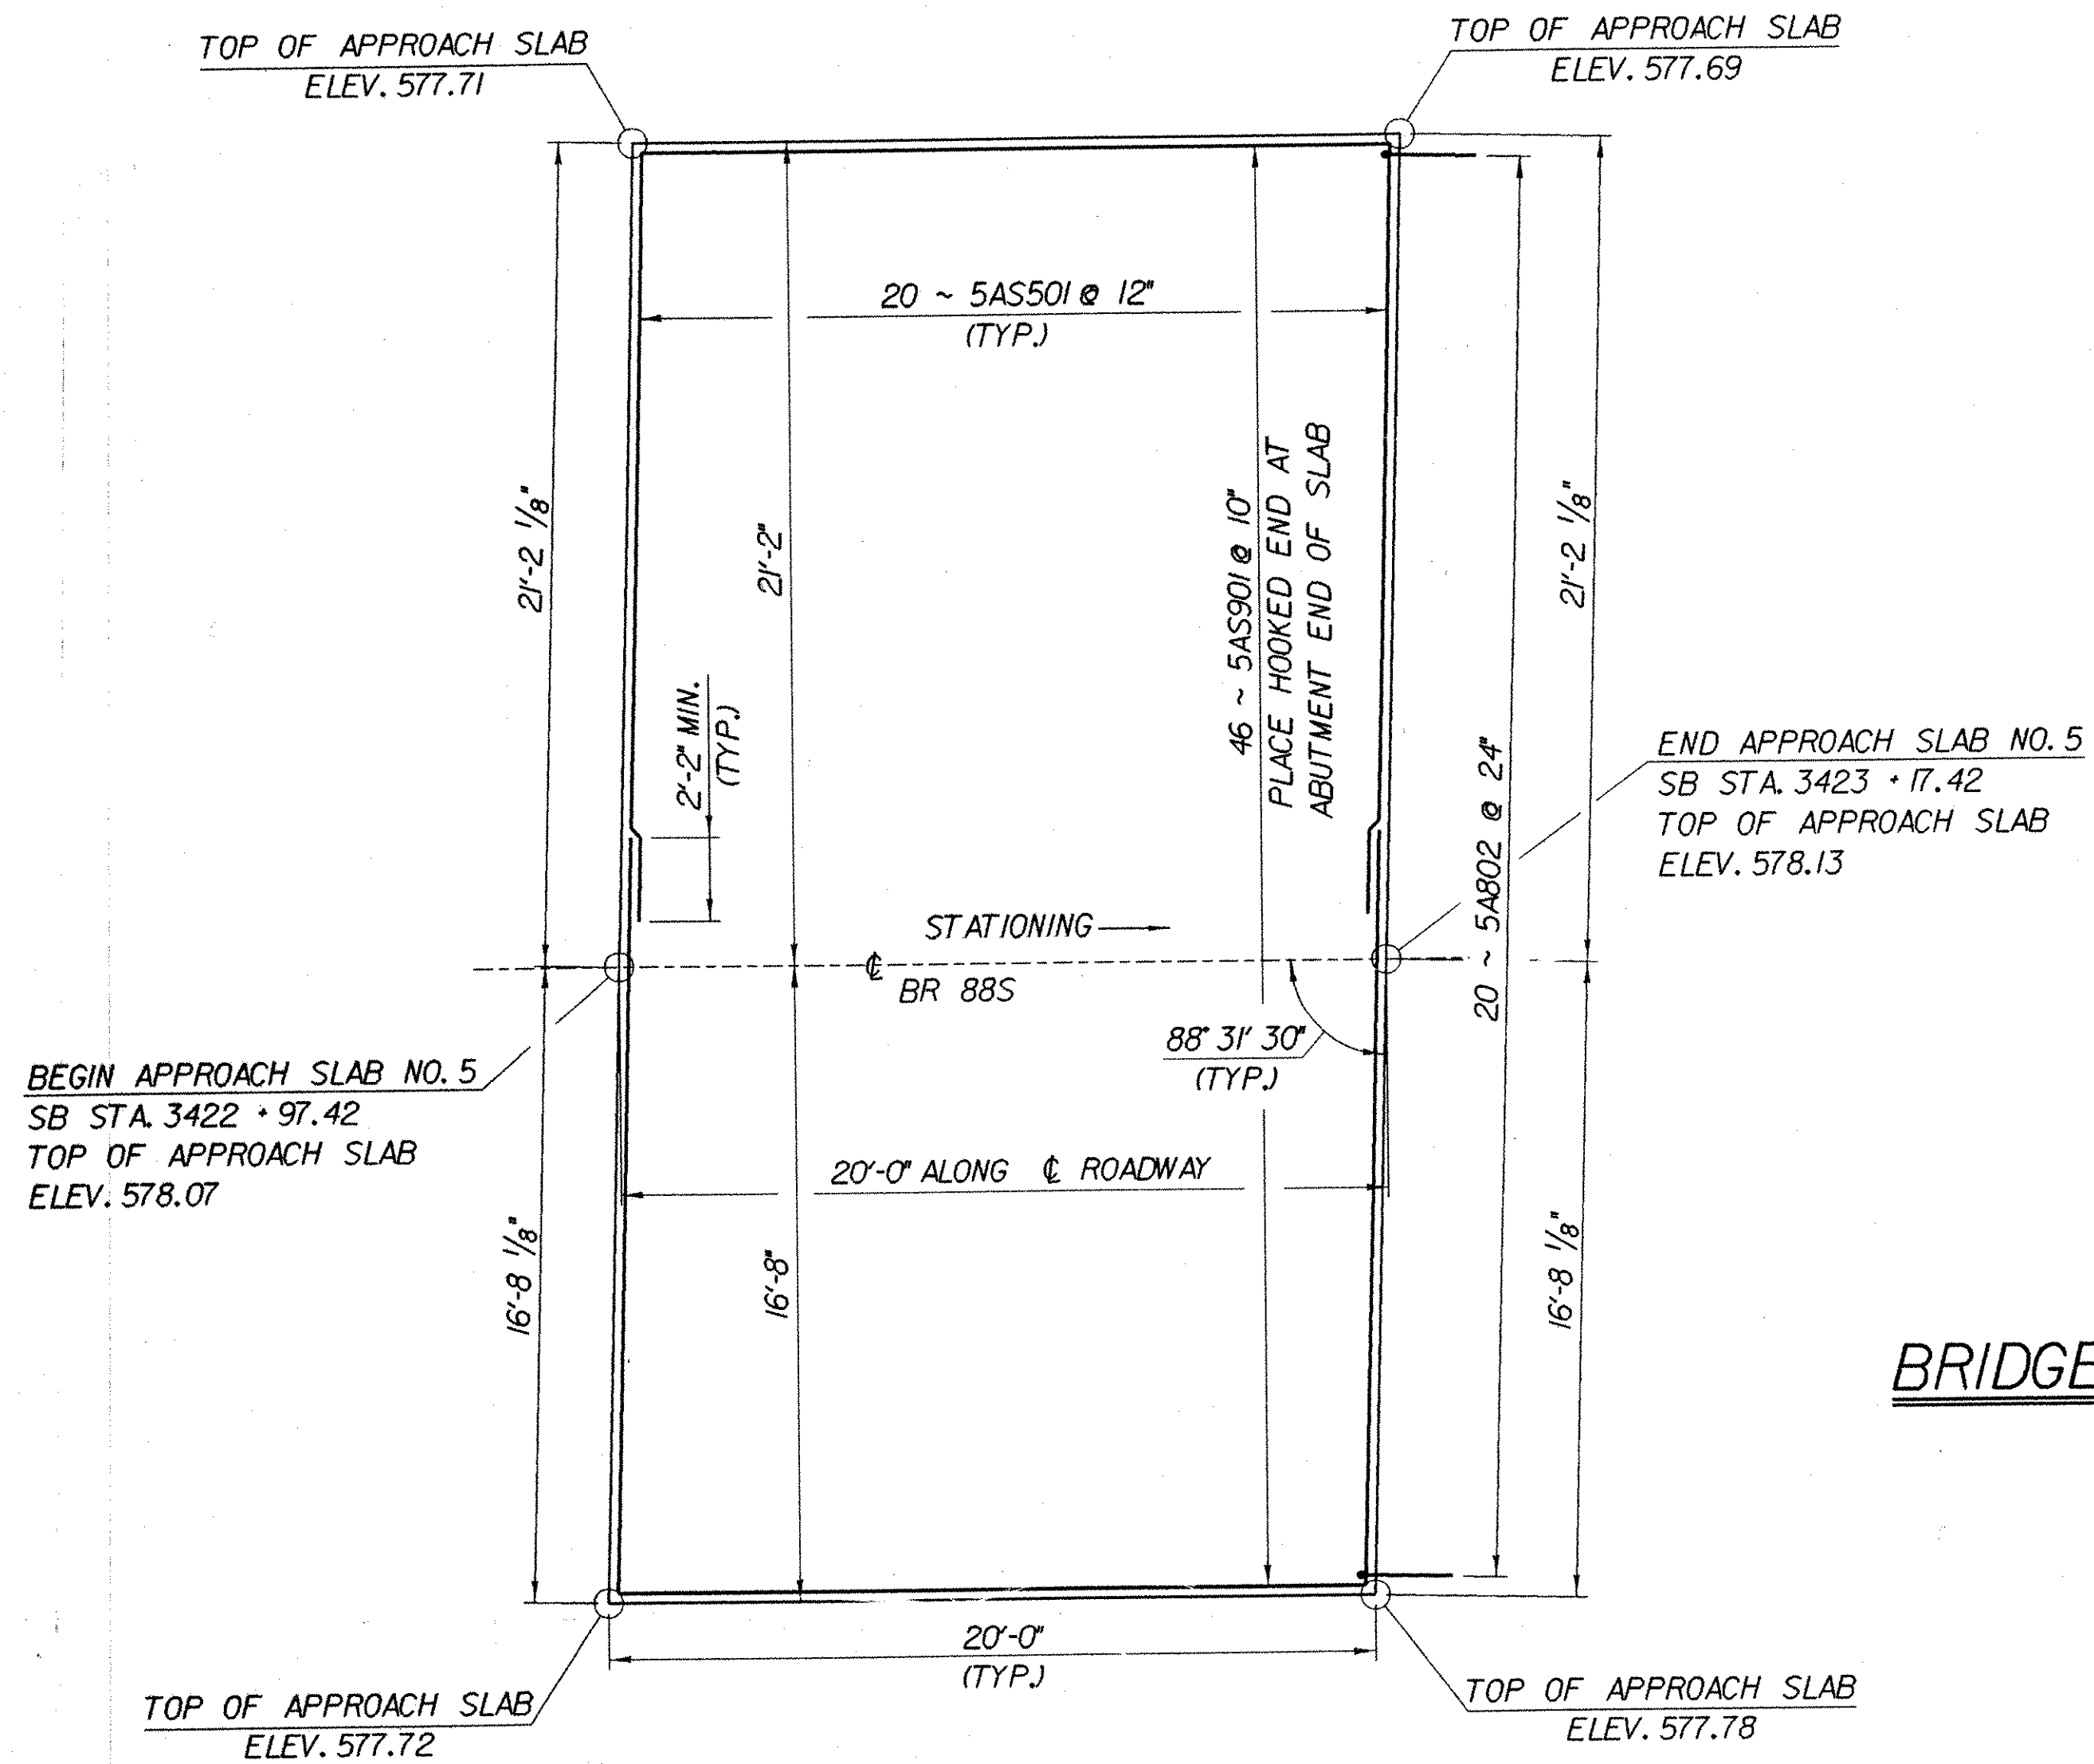 TOP OF APPROACH SLAB
ELEV. 577.71
TOP OF APPROACH SLAB
ELEV. 577.69
20 ~ 5AS501 @ 12"
(TYP.)
21'-2 1/8"
21'-2"
2'-2" MIN.
(TYP.)
46 ~ 5AS901 @ 10"
PLACE HOOKED END AT
ABUTMENT END OF SLAB
20 ~ 5A802 @ 24"
21'-2 1/8"
END APPROACH SLAB NO. 5
SB STA. 3423 + 17.42
TOP OF APPROACH SLAB
ELEV. 578.13
STATIONING
℄
BR 88S
88° 31' 30"
(TYP.)
BEGIN APPROACH SLAB NO. 5
SB STA. 3422 + 97.42
TOP OF APPROACH SLAB
ELEV. 578.07
20'-0" ALONG ℄ ROADWAY
16'-8 1/8"
16'-8"
16'-8 1/8"
BRIDGE
20'-0"
(TYP.)
TOP OF APPROACH SLAB
ELEV. 577.72
TOP OF APPROACH SLAB
ELEV. 577.78